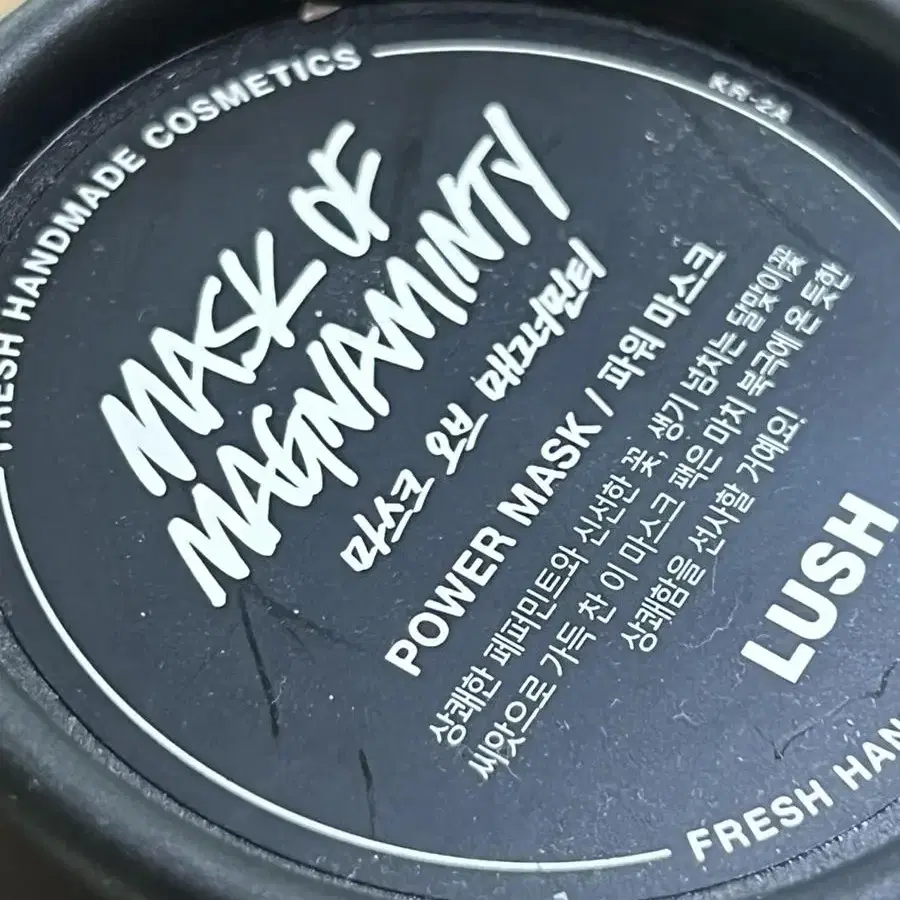 FRESH HANDMADE COSMETICS
KR-2A
MASK OF
MAGNAMINTY
마스크 오브 매그너민티
POWER MASK / 파워 마스크
상쾌한 페퍼민트와 신선한 꽃, 생기 넘치는 달맞이꽃
씨앗으로 가득 찬 이 마스크 팩은 마치 북극에 온 듯한
상쾌함을 선사할 거예요!
LUSH
FRESH HAN